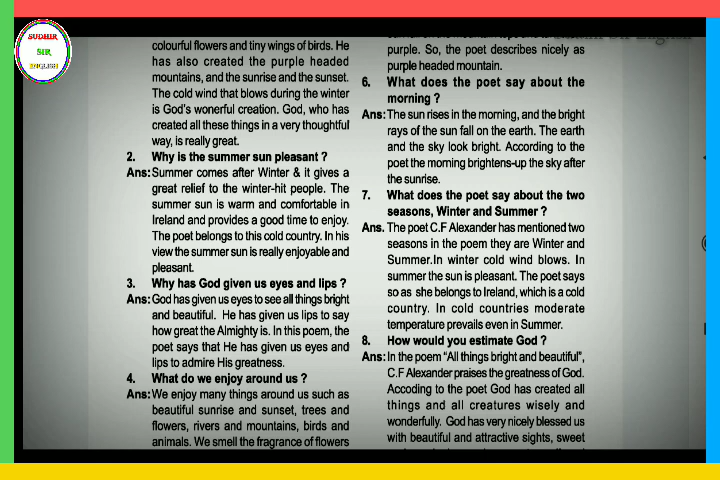 SUDHIR
SIR
ENGLISH
colourful flowers and tiny wings of birds. He
has also created the purple headed
mountains, and the sunrise and the sunset.
The cold wind that blows during the winter
is God's wonerful creation. God, who has
created all these things in a very thoughtful
way, is really great.
2. Why is the summer sun pleasant ?
Ans: Summer comes after Winter & it gives a
great relief to the winter-hit people. The
summer sun is warm and comfortable in
Ireland and provides a good time to enjoy.
The poet belongs to this cold country. In his
view the summer sun is really enjoyable and
pleasant.
3. Why has God given us eyes and lips ?
Ans: God has given us eyes to see all things bright
and beautiful. He has given us lips to say
how great the Almighty is. In this poem, the
poet says that He has given us eyes and
lips to admire His greatness.
4. What do we enjoy around us ?
Ans: We enjoy many things around us such as
beautiful sunrise and sunset, trees and
flowers, rivers and mountains, birds and
animals. We smell the fragrance of flowers
purple. So, the poet describes nicely as
purple headed mountain.
6. What does the poet say about the
morning ?
Ans: The sun rises in the morning, and the bright
rays of the sun fall on the earth. The earth
and the sky look bright. According to the
poet the morning brightens-up the sky after
the sunrise.
7. What does the poet say about the two
seasons, Winter and Summer ?
Ans. The poet C.F Alexander has mentioned two
seasons in the poem they are Winter and
Summer.In winter cold wind blows. In
summer the sun is pleasant. The poet says
so as she belongs to Ireland, which is a cold
country. In cold countries moderate
temperature prevails even in Summer.
8. How would you estimate God ?
Ans: In the poem "All things bright and beautiful",
C.F Alexander praises the greatness of God.
Accoding to the poet God has created all
things and all creatures wisely and
wonderfully. God has very nicely blessed us
with beautiful and attractive sights, sweet